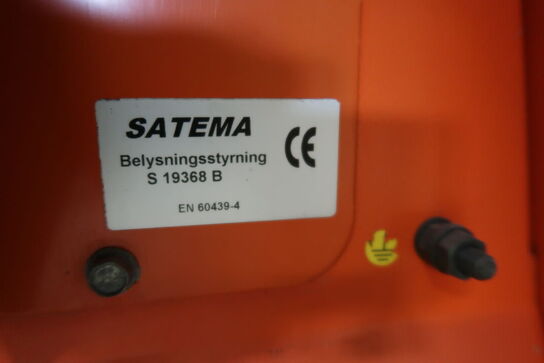 SATEMA
CE
Belysningsstyrning
S 19368 B
EN 60439-4